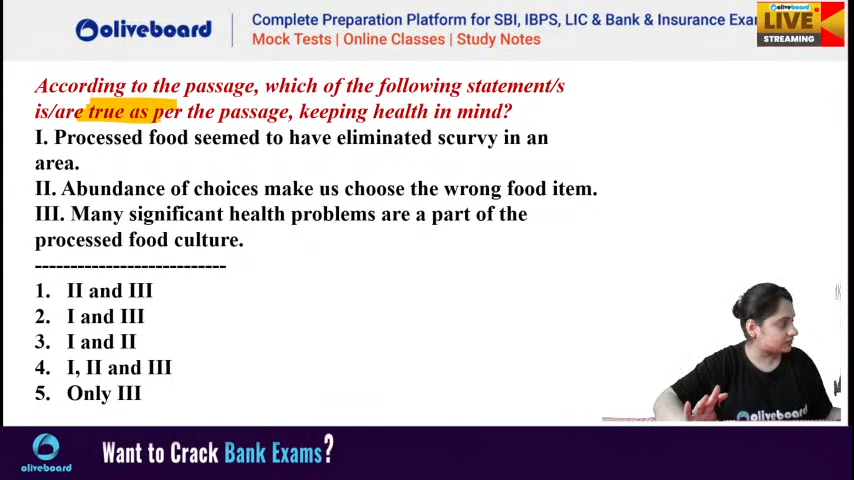 oliveboard
Complete Preparation Platform for SBI, IBPS, LIC & Bank & Insurance Exa
Mock Tests | Online Classes | Study Notes
oliveboard
LIVE
STREAMING
According to the passage, which of the following statement/s
is/are true as per the passage, keeping health in mind?
I. Processed food seemed to have eliminated scurvy in an
area.
II. Abundance of choices make us choose the wrong food item.
III. Many significant health problems are a part of the
processed food culture.
---------------------------
1. II and III
2. I and III
3. I and II
4. I, II and III
5. Only III
oliveboard
oliveboard
Want to Crack Bank Exams?